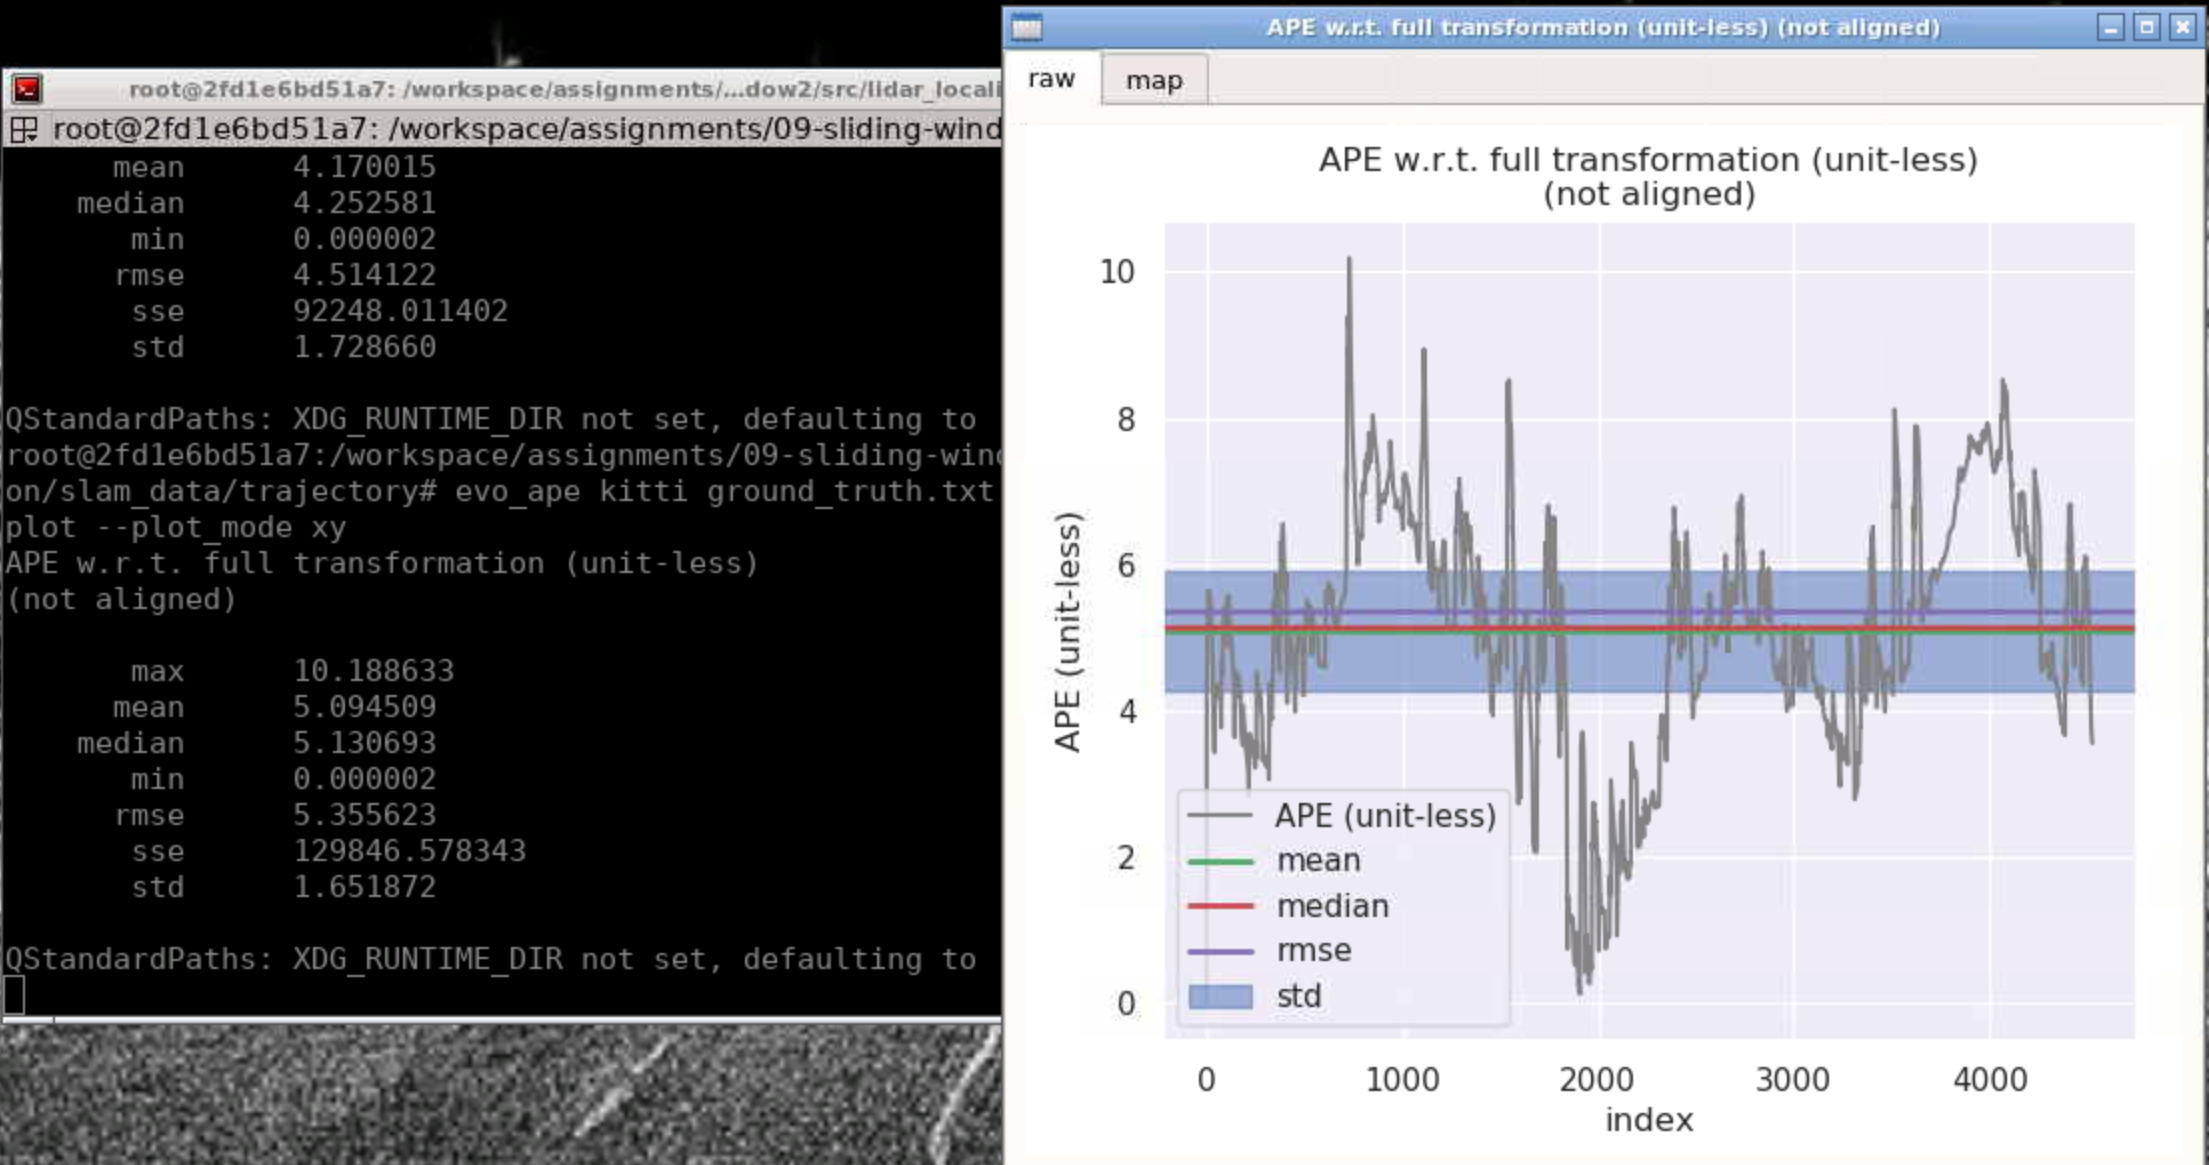 root@2fd1e6bd51a7: /workspace/assignments/...dow2/src/lidar_locali
root@2fd1e6bd51a7: /workspace/assignments/09-sliding-wind
mean 4.170015
median 4.252581
min 0.000002
rmse 4.514122
sse 92248.011402
std 1.728660
QStandardPaths: XDG_RUNTIME_DIR not set, defaulting to
root@2fd1e6bd51a7:/workspace/assignments/09-sliding-wind
on/slam_data/trajectory# evo_ape kitti ground_truth.txt
plot --plot_mode xy
APE w.r.t. full transformation (unit-less)
(not aligned)
max 10.188633
mean 5.094509
median 5.130693
min 0.000002
rmse 5.355623
sse 129846.578343
std 1.651872
QStandardPaths: XDG_RUNTIME_DIR not set, defaulting to
APE w.r.t. full transformation (unit-less) (not aligned)
raw map
APE w.r.t. full transformation (unit-less)
(not aligned)
APE (unit-less)
10
8
6
4
2
0
APE (unit-less)
mean
median
rmse
std
0 1000 2000 3000 4000
index